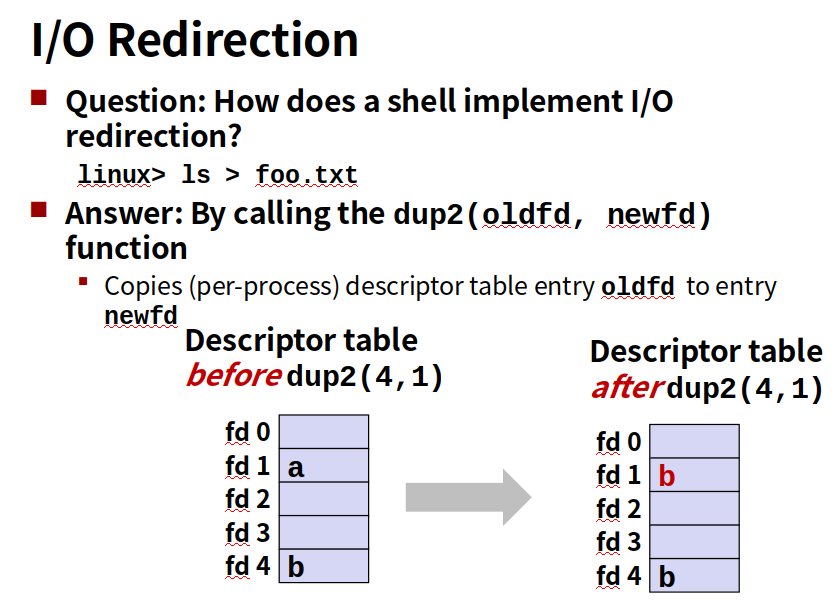 I/O Redirection
Question: How does a shell implement I/O
redirection?
linux> ls > foo.txt
Answer: By calling the dup2(oldfd, newfd)
function
Copies (per-process) descriptor table entry oldfd to entry
newfd
Descriptor table
before dup2(4,1)
fd 0
fd 1 a
fd 2
fd 3
fd 4 b
Descriptor table
after dup2(4,1)
fd 0
fd 1 b
fd 2
fd 3
fd 4 b